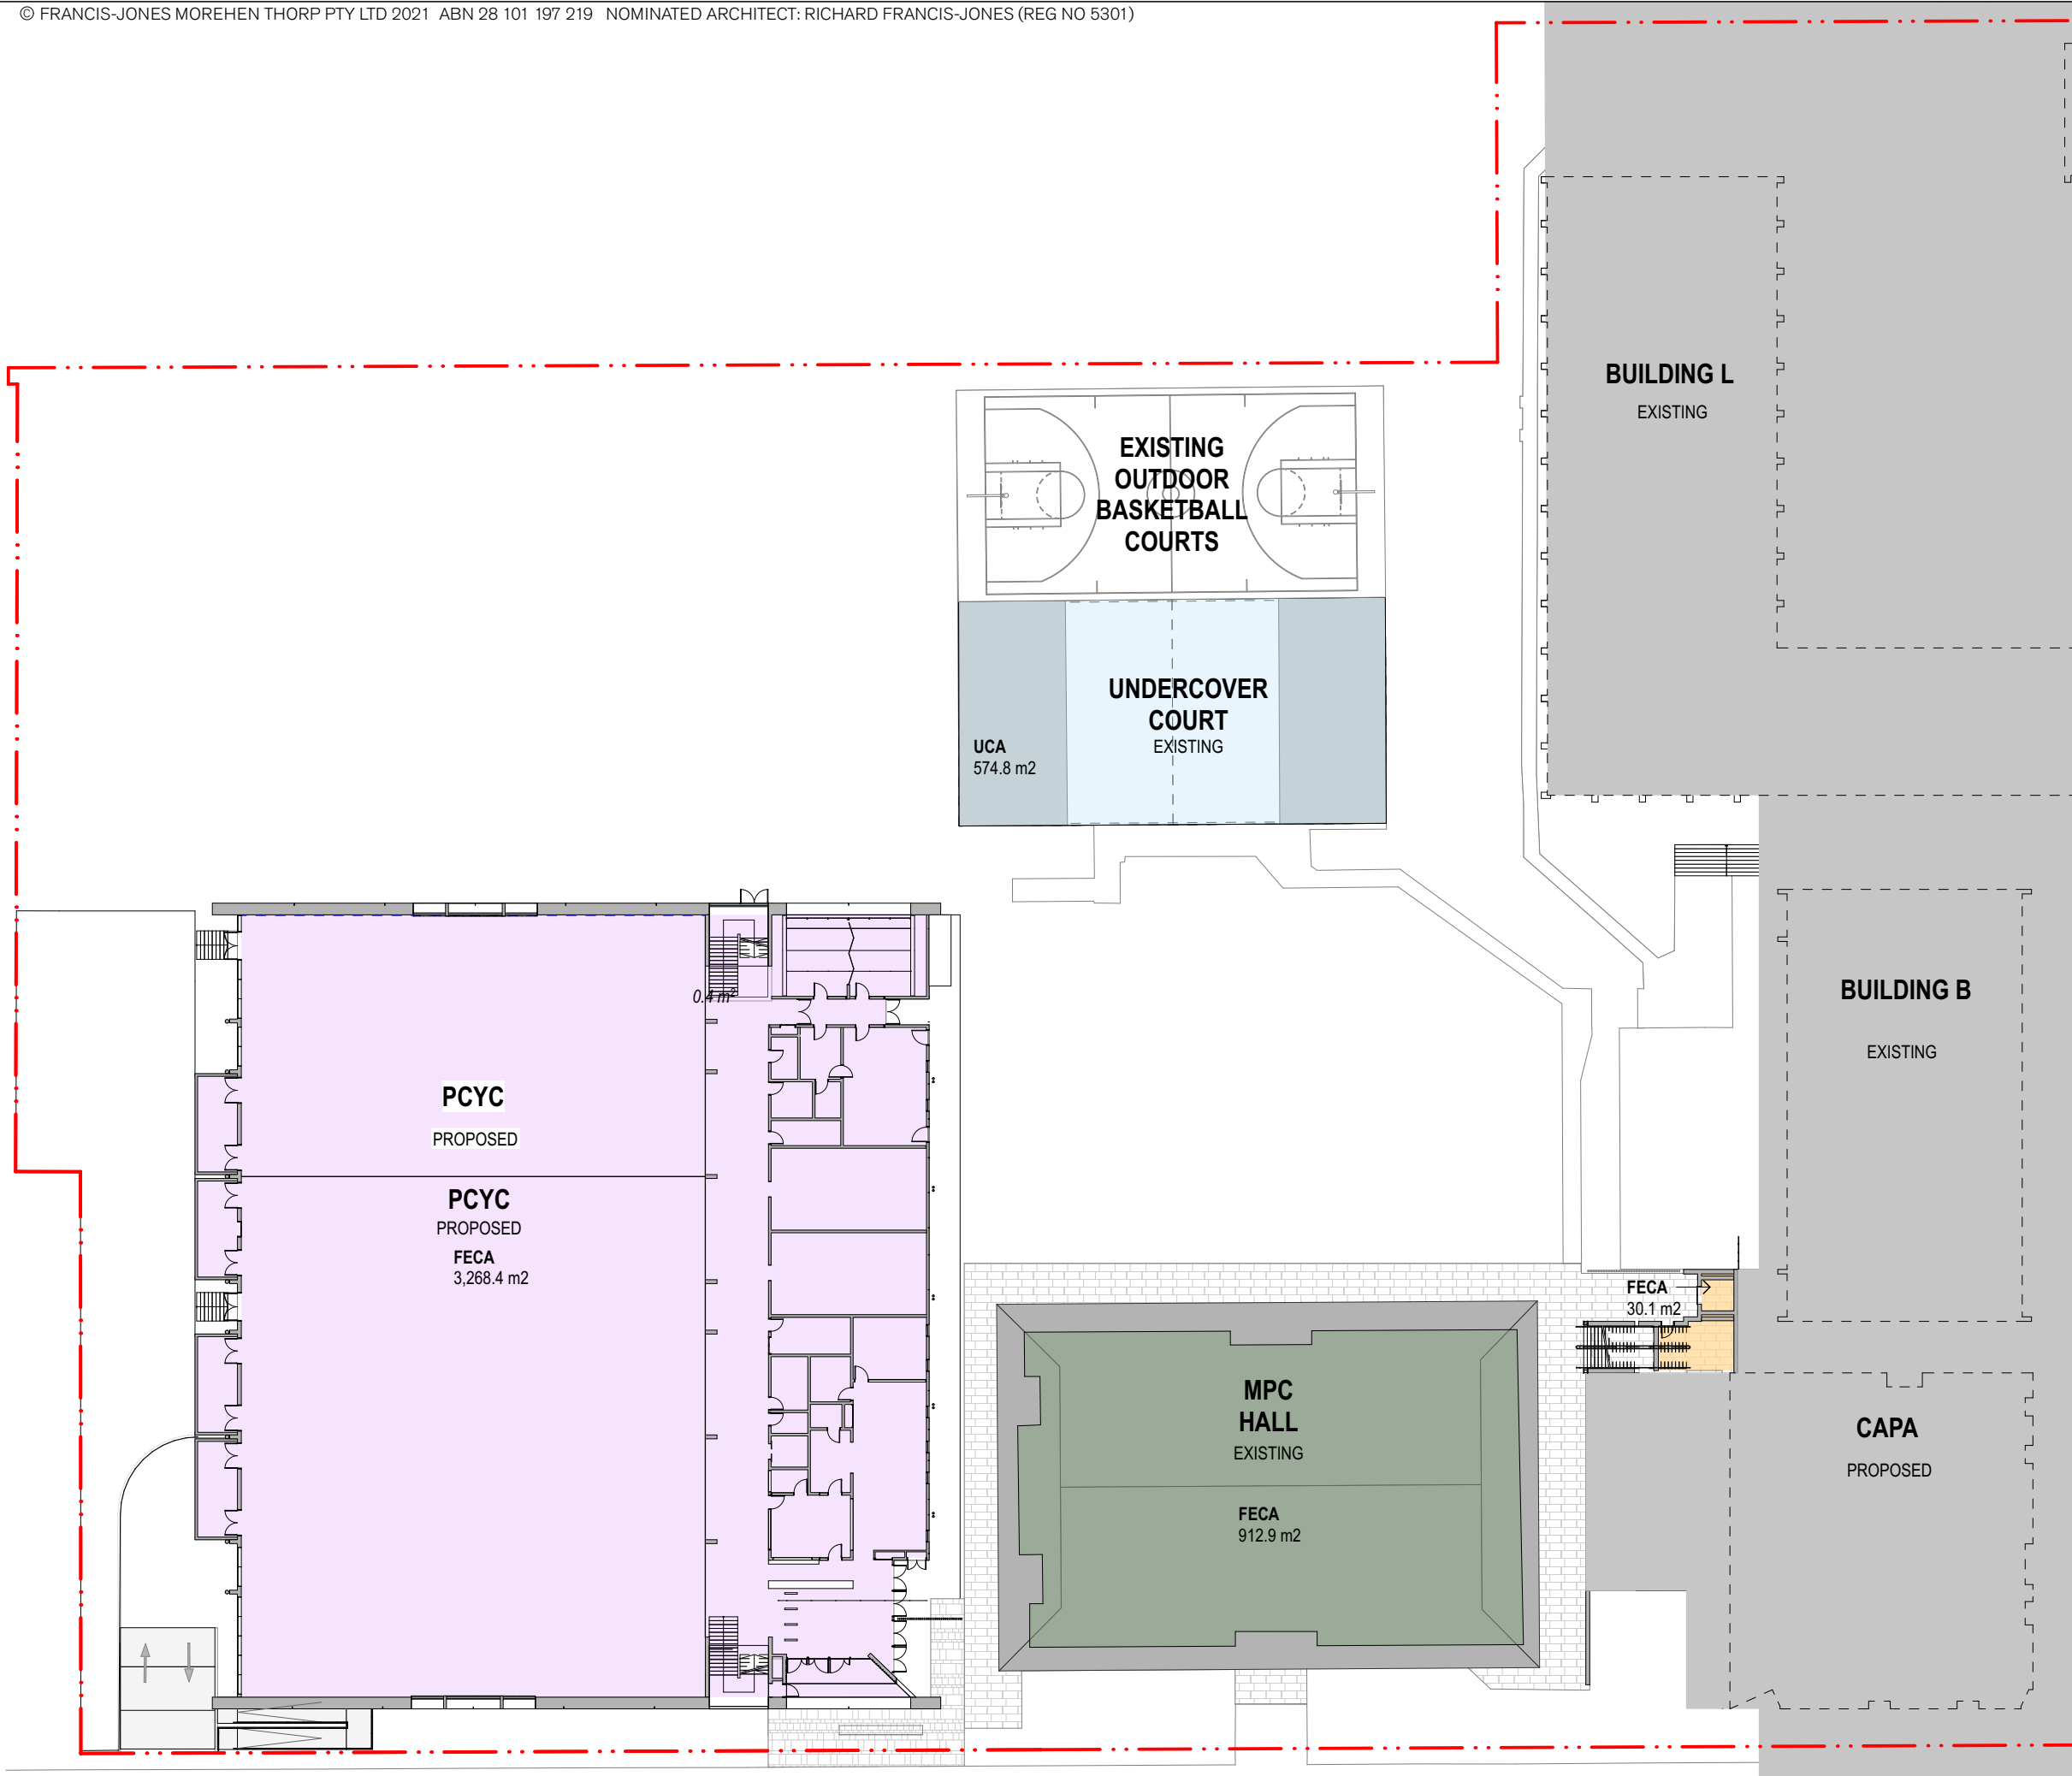 © FRANCIS-JONES MOREHEN THORP PTY LTD 2021 ABN 28 101 197 219 NOMINATED ARCHITECT: RICHARD FRANCIS-JONES (REG NO 5301)
BUILDING L
EXISTING
EXISTING
OUTDOOR
BASKETBALL
COURTS
UNDERCOVER
COURT
EXISTING
UCA
574.8 m2
0.4 m²
BUILDING B
EXISTING
PCYC
PROPOSED
PCYC
PROPOSED
FECA
3,268.4 m2
FECA
30.1 m2
MPC
HALL
EXISTING
FECA
912.9 m2
CAPA
PROPOSED